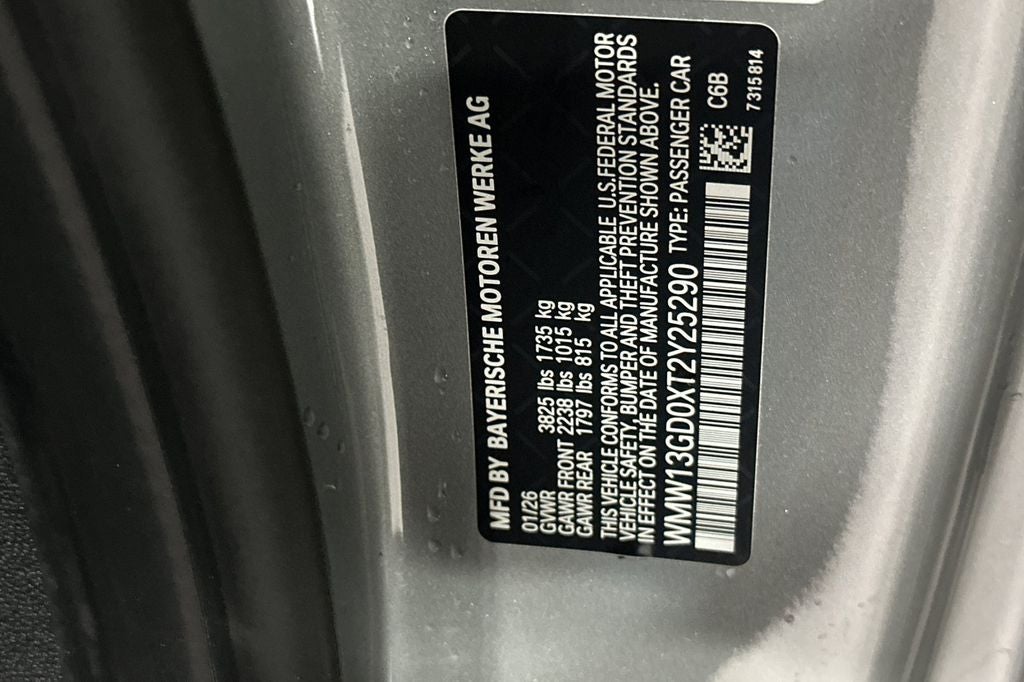 MFD BY BAYERISCHE MOTOREN WERKE AG
01/26
GVWR 3825 lbs 1735 kg
GAWR FRONT 2238 lbs 1015 kg
GAWR REAR 1797 lbs 815 kg
THIS VEHICLE CONFORMS TO ALL APPLICABLE U.S.FEDERAL MOTOR
VEHICLE SAFETY, BUMPER AND THEFT PREVENTION STANDARDS
IN EFFECT ON THE DATE OF MANUFACTURE SHOWN ABOVE.
WMW13GD0XT2Y25290 TYPE: PASSENGER CAR
C6B
7315814